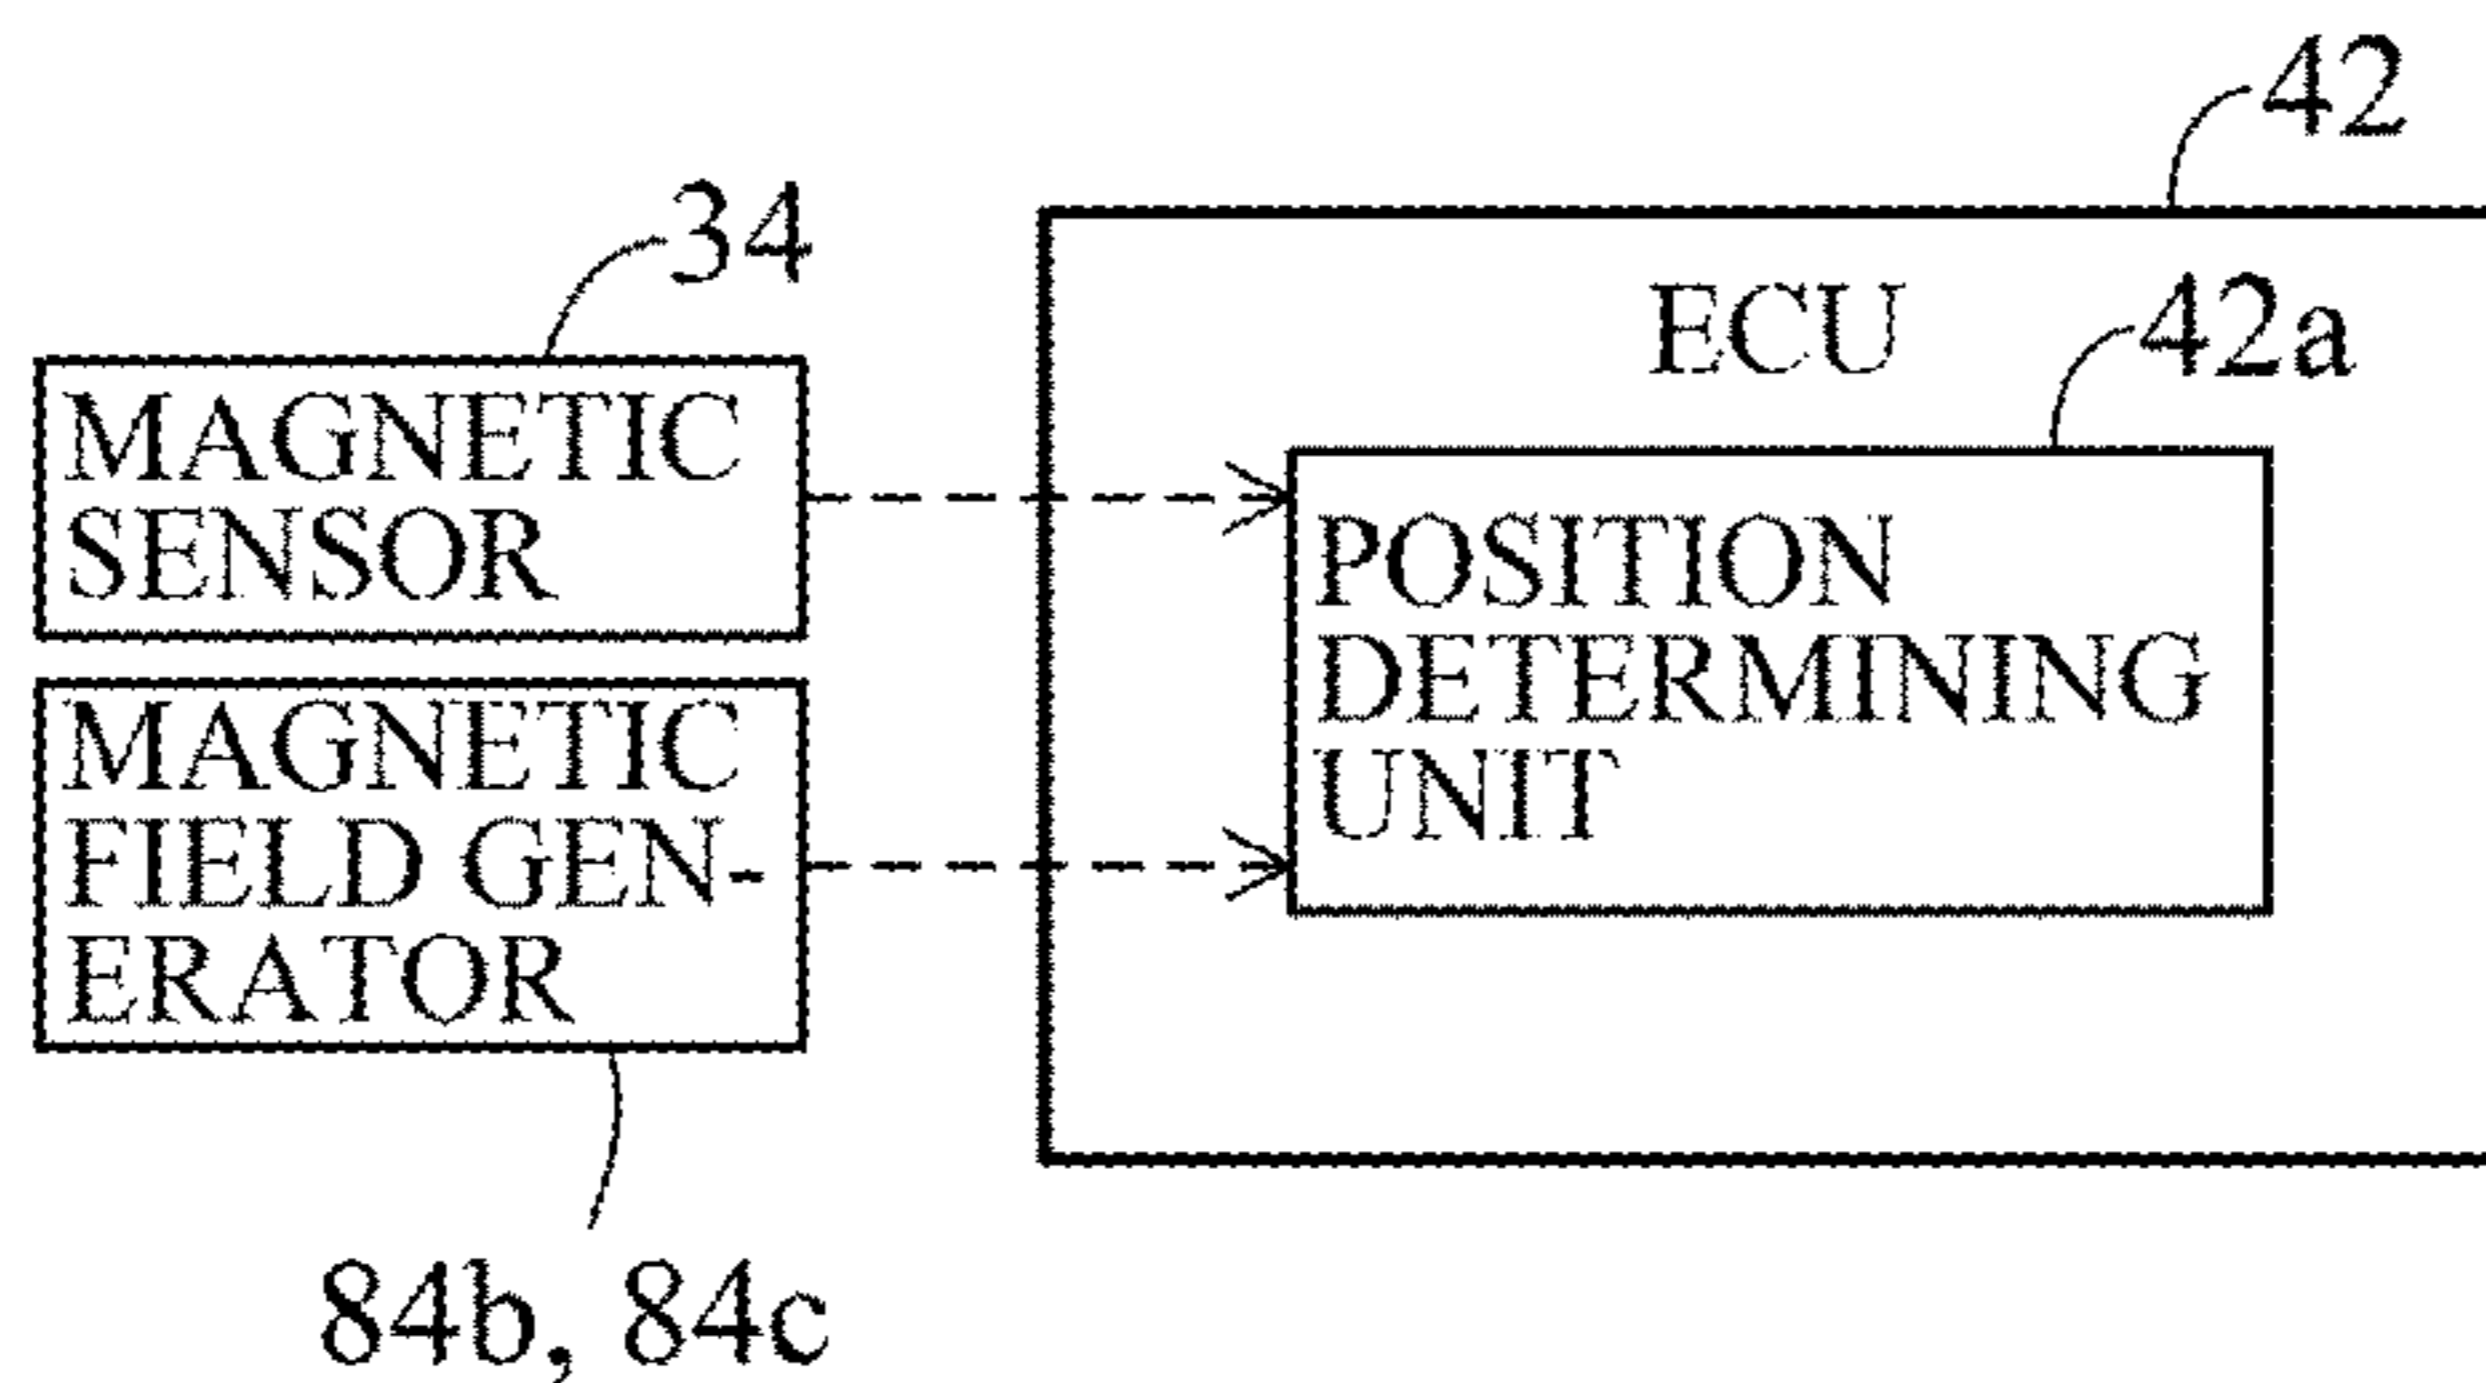 42
34
ECU
42a
MAGNETIC
SENSOR
POSITION
DETERMINING
UNIT
MAGNETIC
FIELD GEN-
ERATOR
84b, 84c